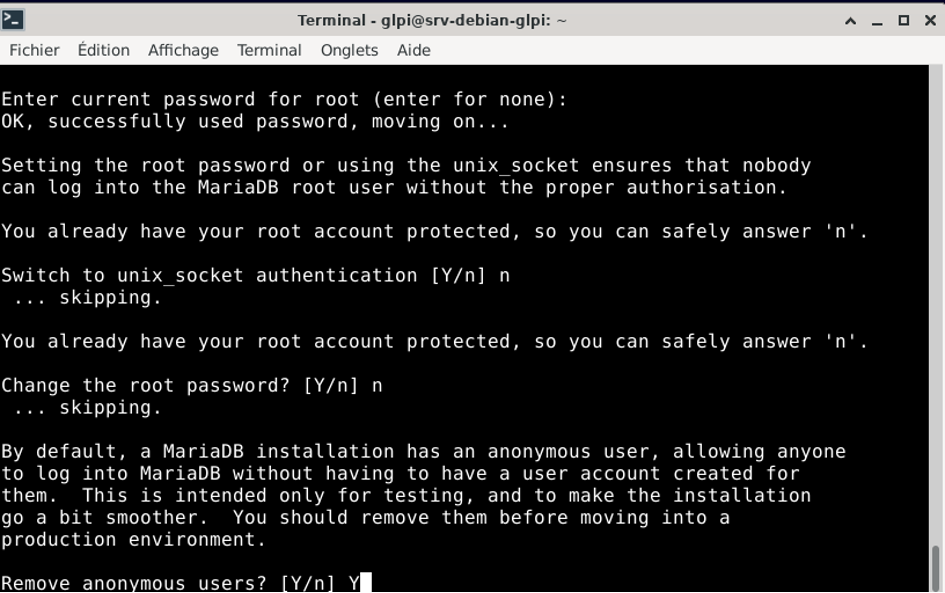 Terminal - glpi@srv-debian-glpi: ~
Fichier Édition Affichage Terminal Onglets Aide
Enter current password for root (enter for none):
OK, successfully used password, moving on...
Setting the root password or using the unix_socket ensures that nobody
can log into the MariaDB root user without the proper authorisation.
You already have your root account protected, so you can safely answer 'n'.
Switch to unix_socket authentication [Y/n] n
 ... skipping.
You already have your root account protected, so you can safely answer 'n'.
Change the root password? [Y/n] n
 ... skipping.
By default, a MariaDB installation has an anonymous user, allowing anyone
to log into MariaDB without having to have a user account created for
them.  This is intended only for testing, and to make the installation
go a bit smoother.  You should remove them before moving into a
production environment.
Remove anonymous users? [Y/n] Y